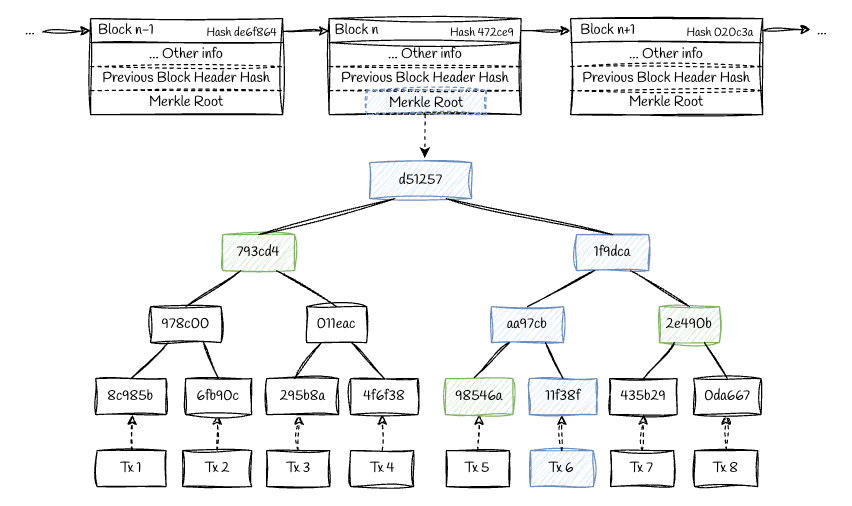 ... Block n-1 Hash de6f864 Block n Hash 472ce9 Block n+1 Hash 020c3a ...
... Other info ... Other info ... Other info
Previous Block Header Hash Previous Block Header Hash Previous Block Header Hash
Merkle Root Merkle Root Merkle Root
d51257
793cd4 1f9dca
978c00 011eac aa97cb 2e490b
8c985b 6fb90c 295b8a 4f6f38 98546a 11f38f 435b29 0da667
Tx 1 Tx 2 Tx 3 Tx 4 Tx 5 Tx 6 Tx 7 Tx 8